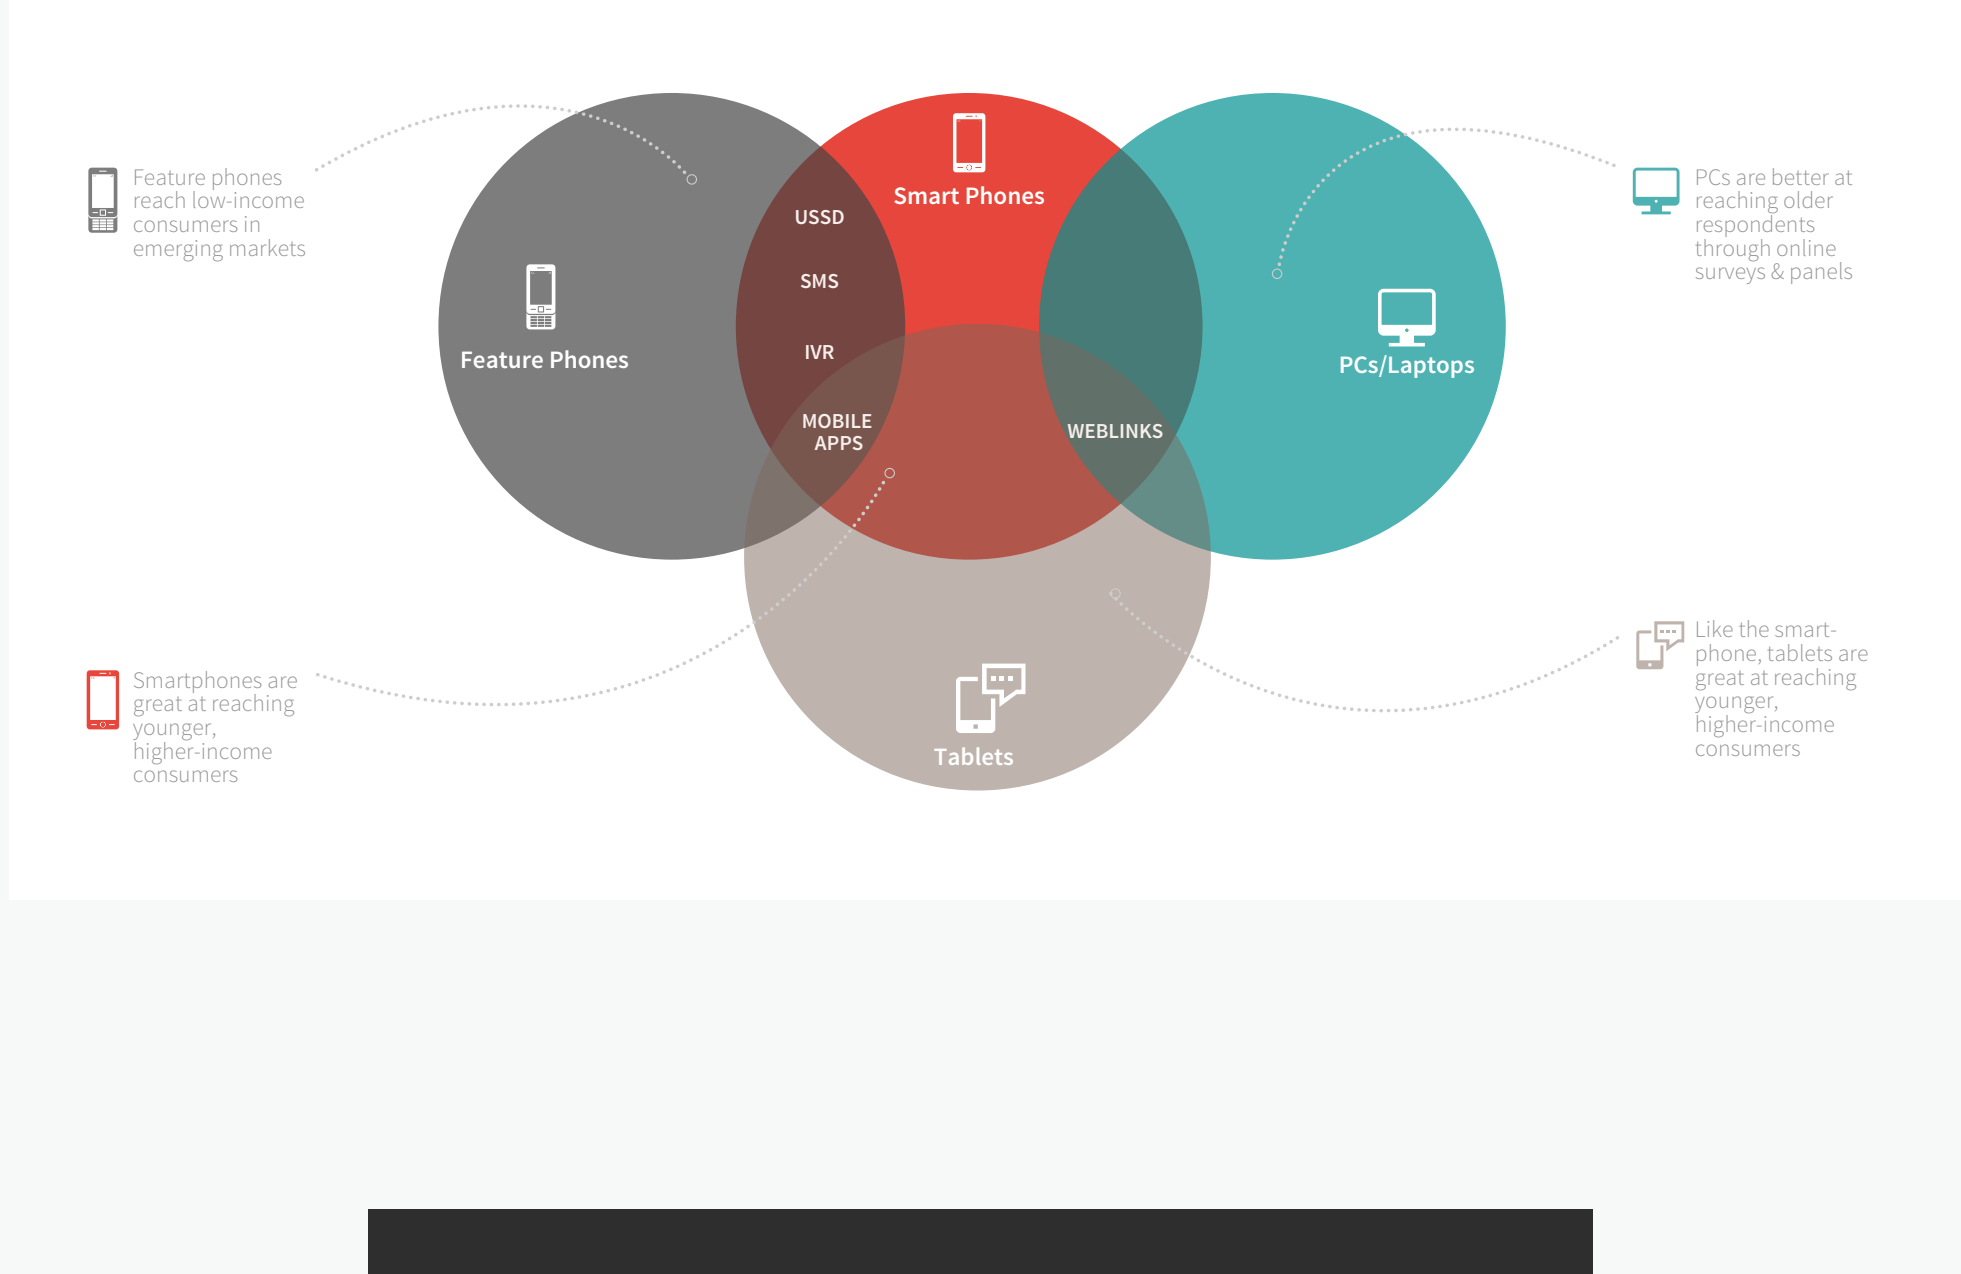 Feature phones
reach low-income
consumers in
emerging markets
Smart Phones
USSD
SMS
IVR
MOBILE
APPS
Feature Phones
WEBLINKS
PCs/Laptops
PCs are better at
reaching older
respondents
through online
surveys & panels
Smartphones are
great at reaching
younger,
higher-income
consumers
Tablets
Like the smart-
phone, tablets are
great at reaching
younger,
higher-income
consumers